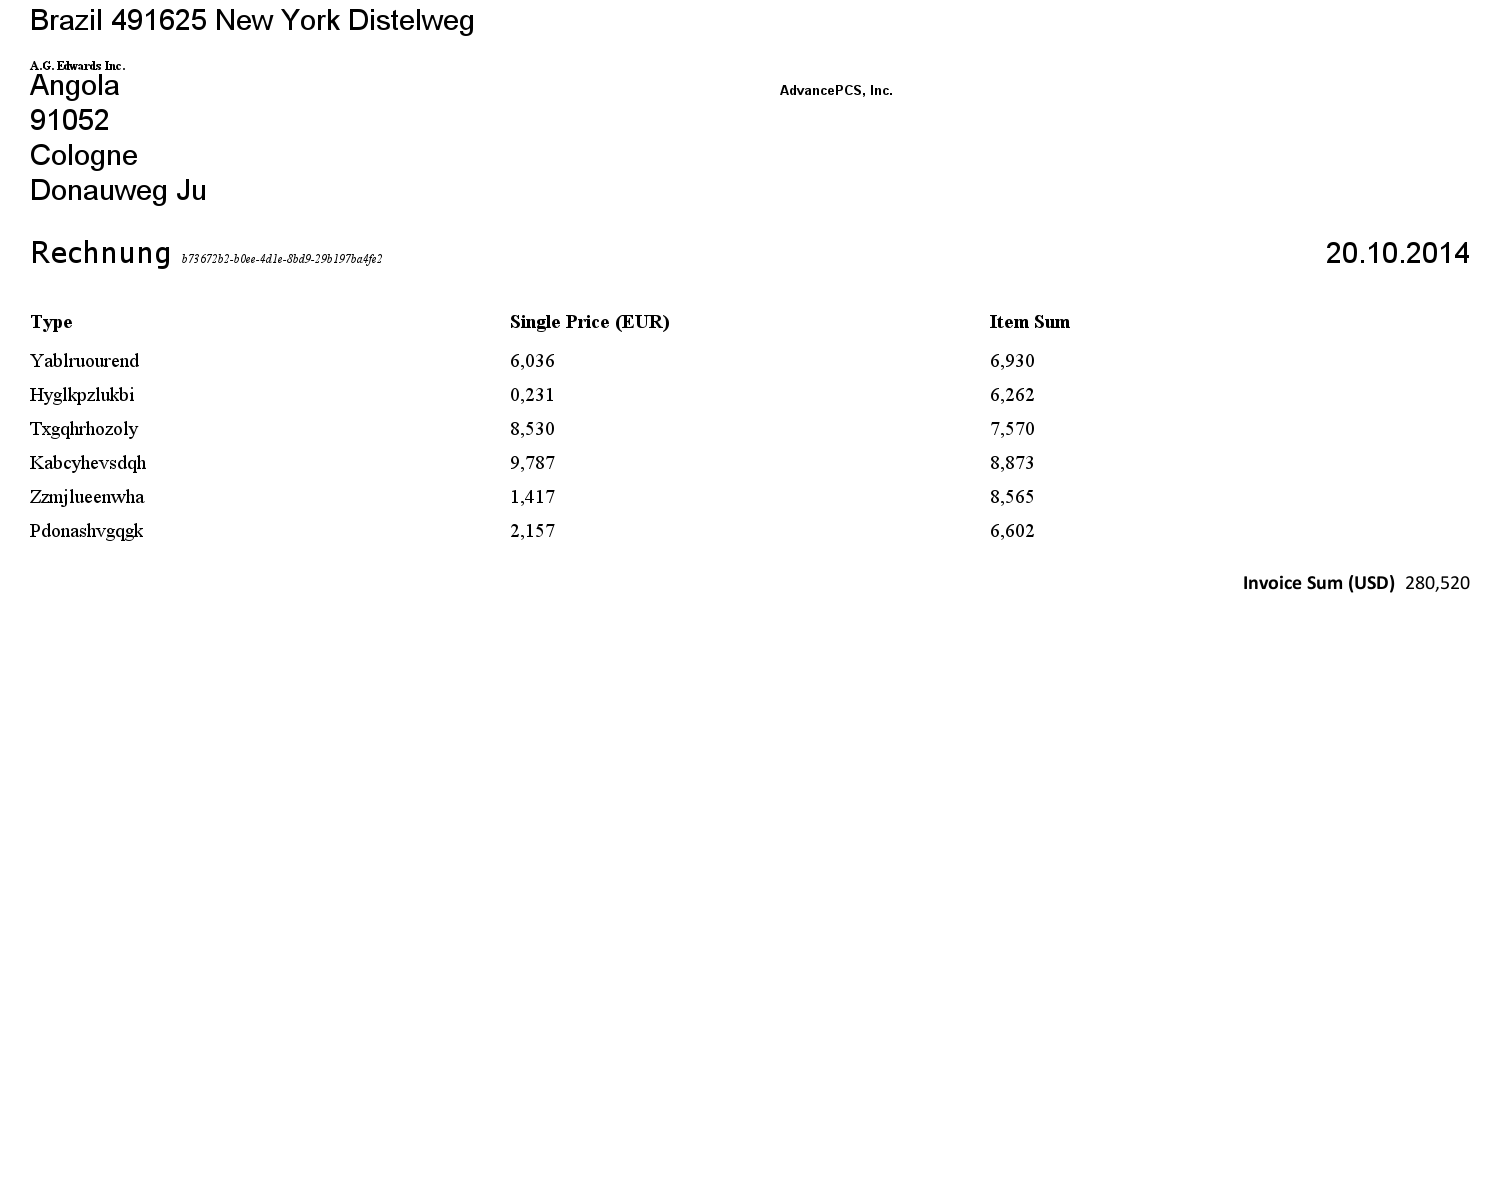 Brazil 491625 New York Distelweg
A.G. Edwards Inc.
Angola
91052
Cologne
Donauweg Ju
AdvancePCS, Inc.
Rechnung b73672b2-b0ee-4d1e-8bd9-29b197ba4fe2 20.10.2014
Type Single Price (EUR) Item Sum
Yablruourend 6,036 6,930
Hyglkpzlukbi 0,231 6,262
Txgqhrhozoly 8,530 7,570
Kabcyhevsdqh 9,787 8,873
Zzmjlueenwha 1,417 8,565
Pdonashvgqgk 2,157 6,602
Invoice Sum (USD) 280,520